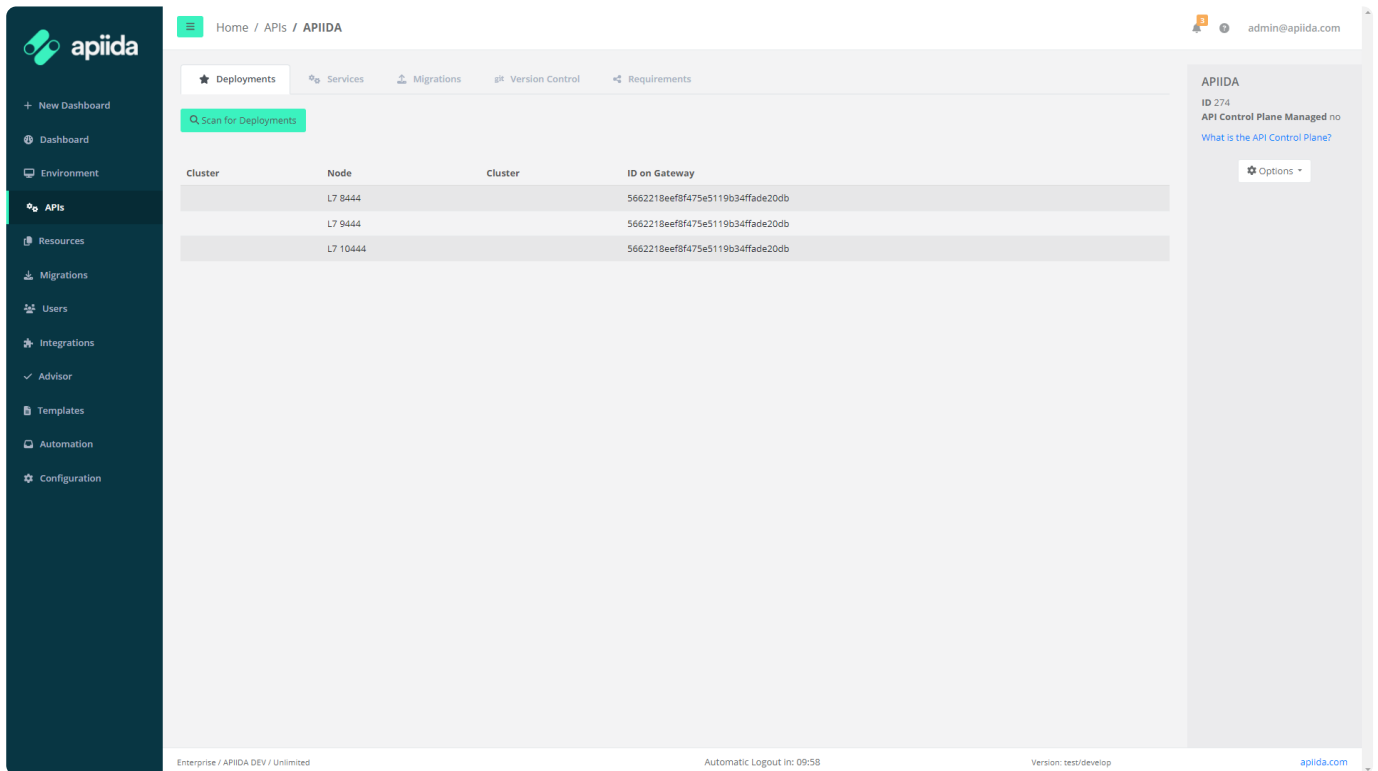 apiida
Home / APIs / APIIDA
3
admin@apiida.com
+ New Dashboard
Dashboard
Environment
APIs
Resources
Migrations
Users
Integrations
Advisor
Templates
Automation
Configuration
Deployments
Services
Migrations
git Version Control
Requirements
Scan for Deployments
Cluster Node Cluster ID on Gateway
L7 8444 5662218eef8f475e5119b34ffade20db
L7 9444 5662218eef8f475e5119b34ffade20db
L7 10444 5662218eef8f475e5119b34ffade20db
APIIDA
ID 274
API Control Plane Managed no
What is the API Control Plane?
Options
Enterprise / APIIDA DEV / Unlimited
Automatic Logout in: 09:58
Version: test/develop
apiida.com